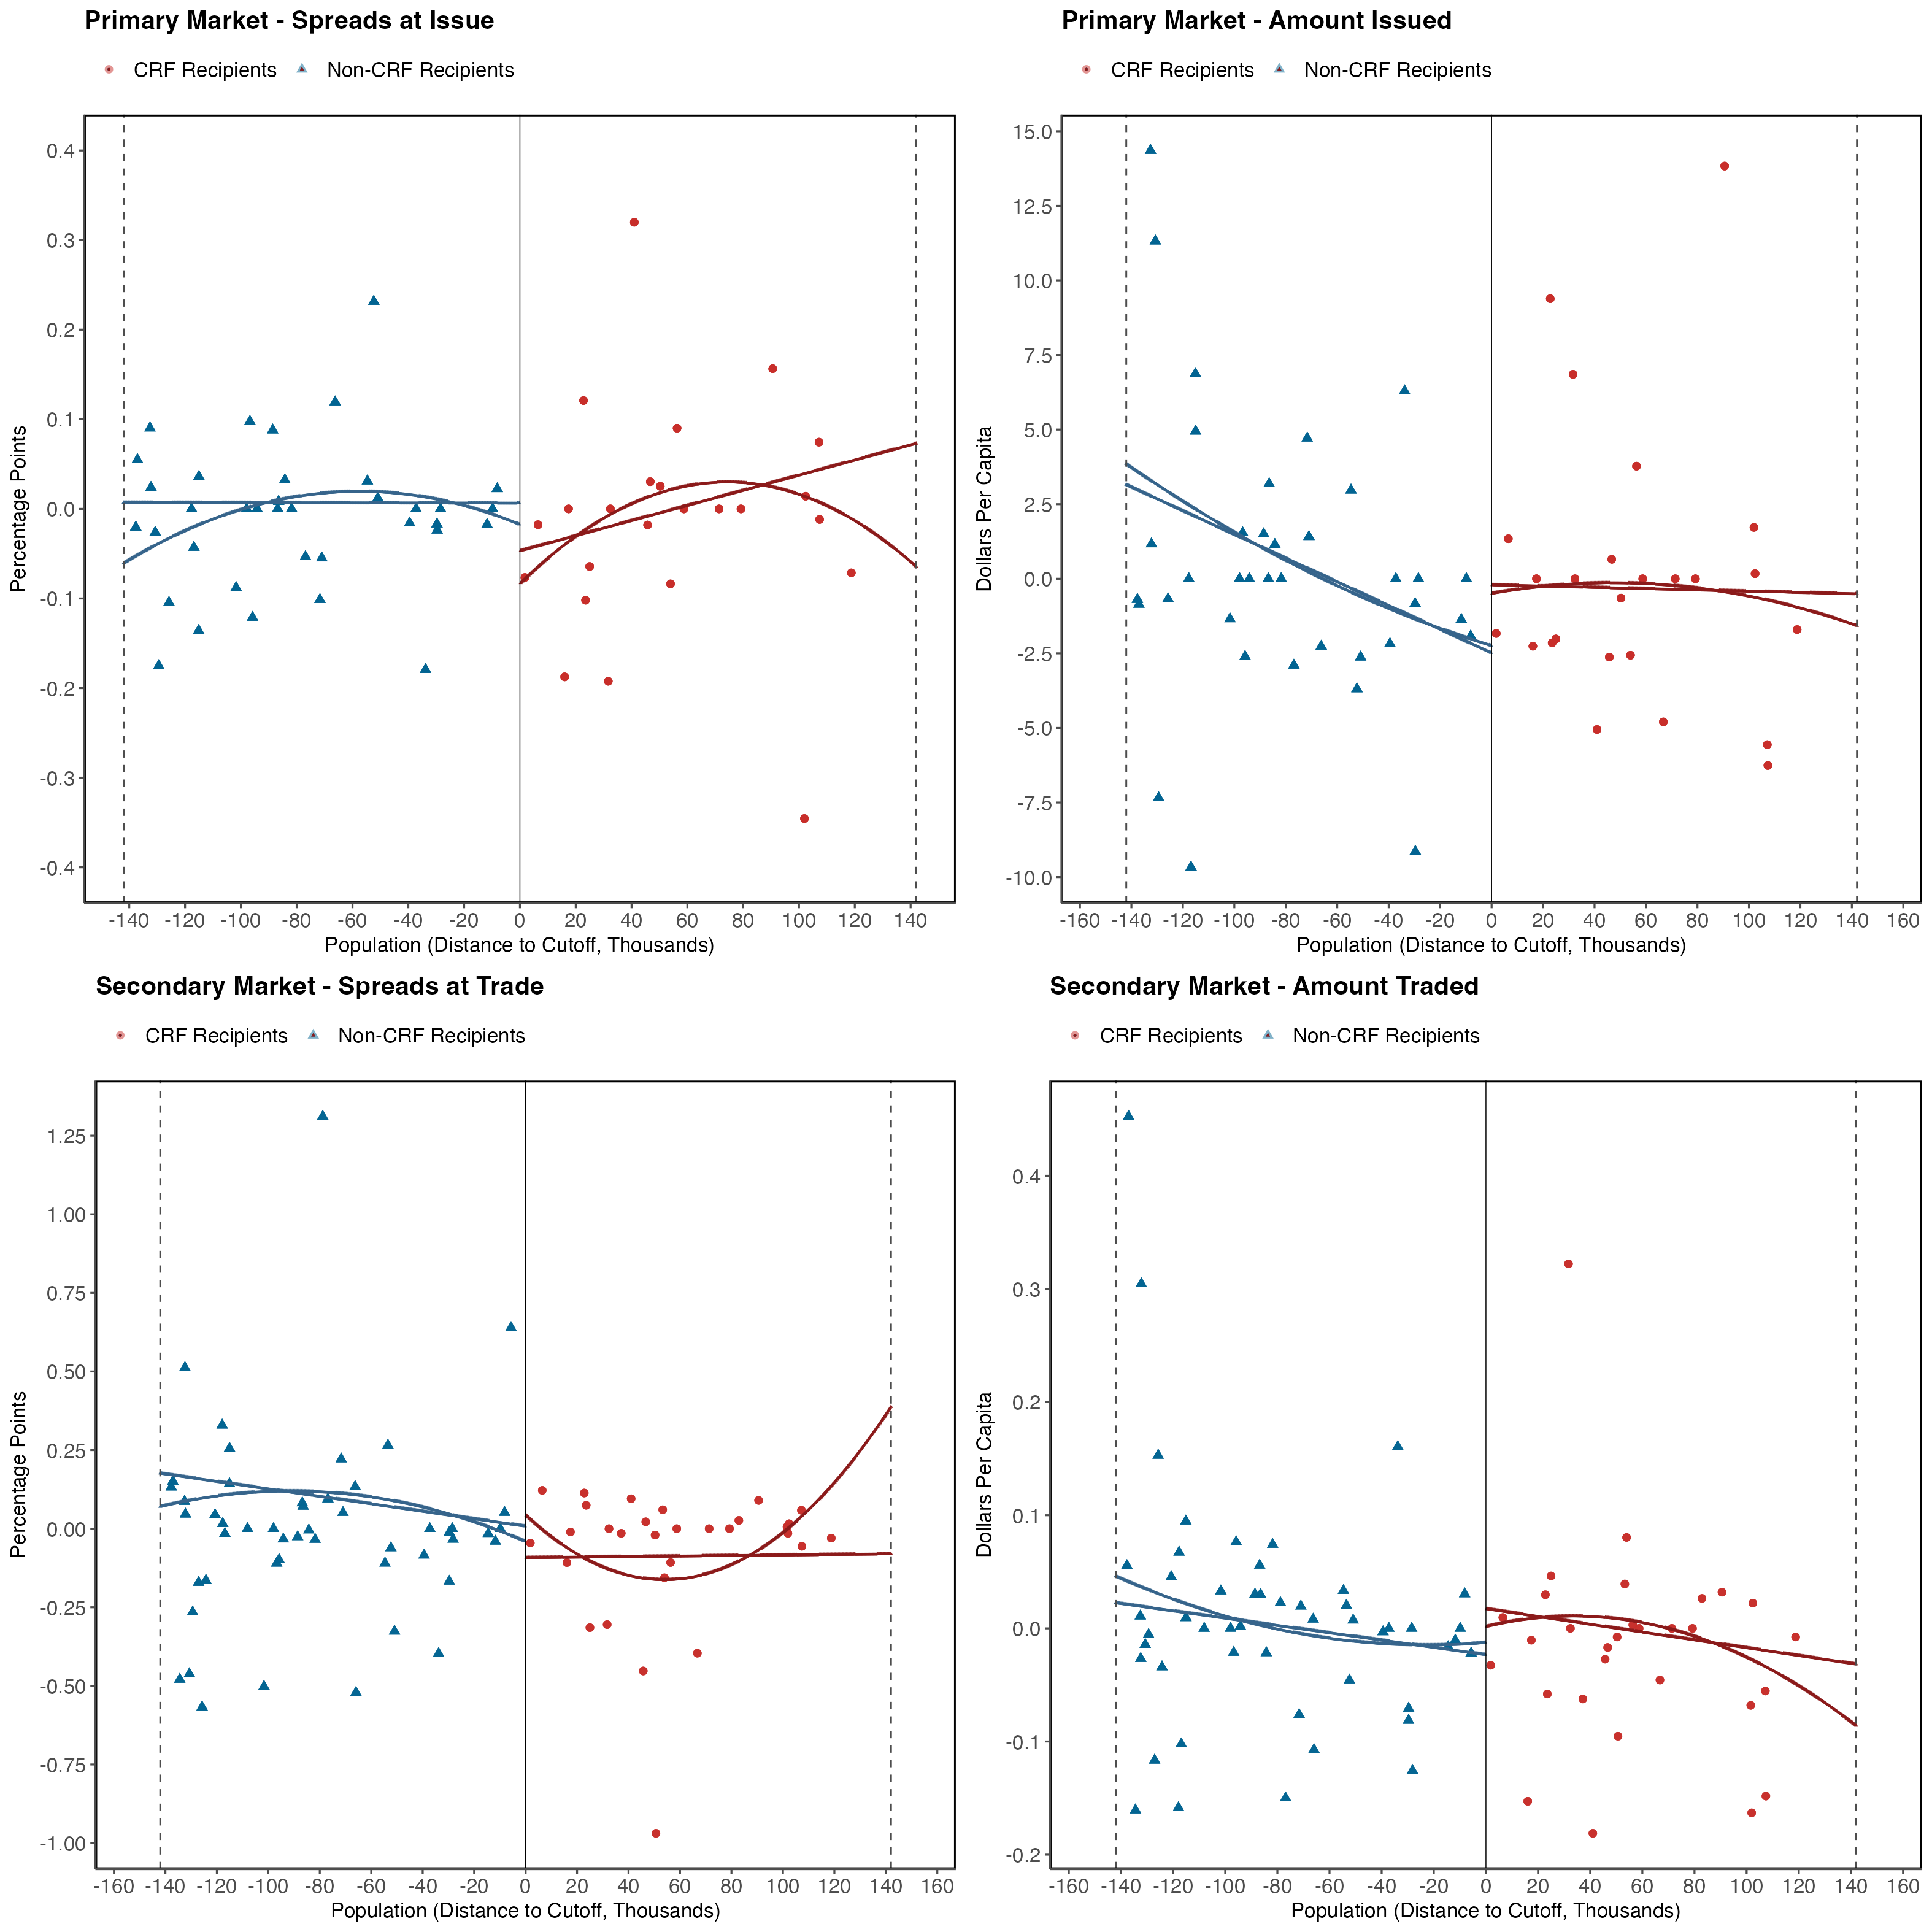 Primary Market - Spreads at Issue
CRF Recipients Non-CRF Recipients
Percentage Points
0.4
0.3
0.2
0.1
0.0
-0.1
-0.2
-0.3
-0.4
-140 -120 -100 -80 -60 -40 -20 0 20 40 60 80 100 120 140
Population (Distance to Cutoff, Thousands)
Primary Market - Amount Issued
CRF Recipients Non-CRF Recipients
Dollars Per Capita
15.0
12.5
10.0
7.5
5.0
2.5
0.0
-2.5
-5.0
-7.5
-10.0
-160 -140 -120 -100 -80 -60 -40 -20 0 20 40 60 80 100 120 140 160
Population (Distance to Cutoff, Thousands)
Secondary Market - Spreads at Trade
CRF Recipients Non-CRF Recipients
Percentage Points
1.25
1.00
0.75
0.50
0.25
0.00
-0.25
-0.50
-0.75
-1.00
-160 -140 -120 -100 -80 -60 -40 -20 0 20 40 60 80 100 120 140 160
Population (Distance to Cutoff, Thousands)
Secondary Market - Amount Traded
CRF Recipients Non-CRF Recipients
Dollars Per Capita
0.4
0.3
0.2
0.1
0.0
-0.1
-0.2
-160 -140 -120 -100 -80 -60 -40 -20 0 20 40 60 80 100 120 140 160
Population (Distance to Cutoff, Thousands)